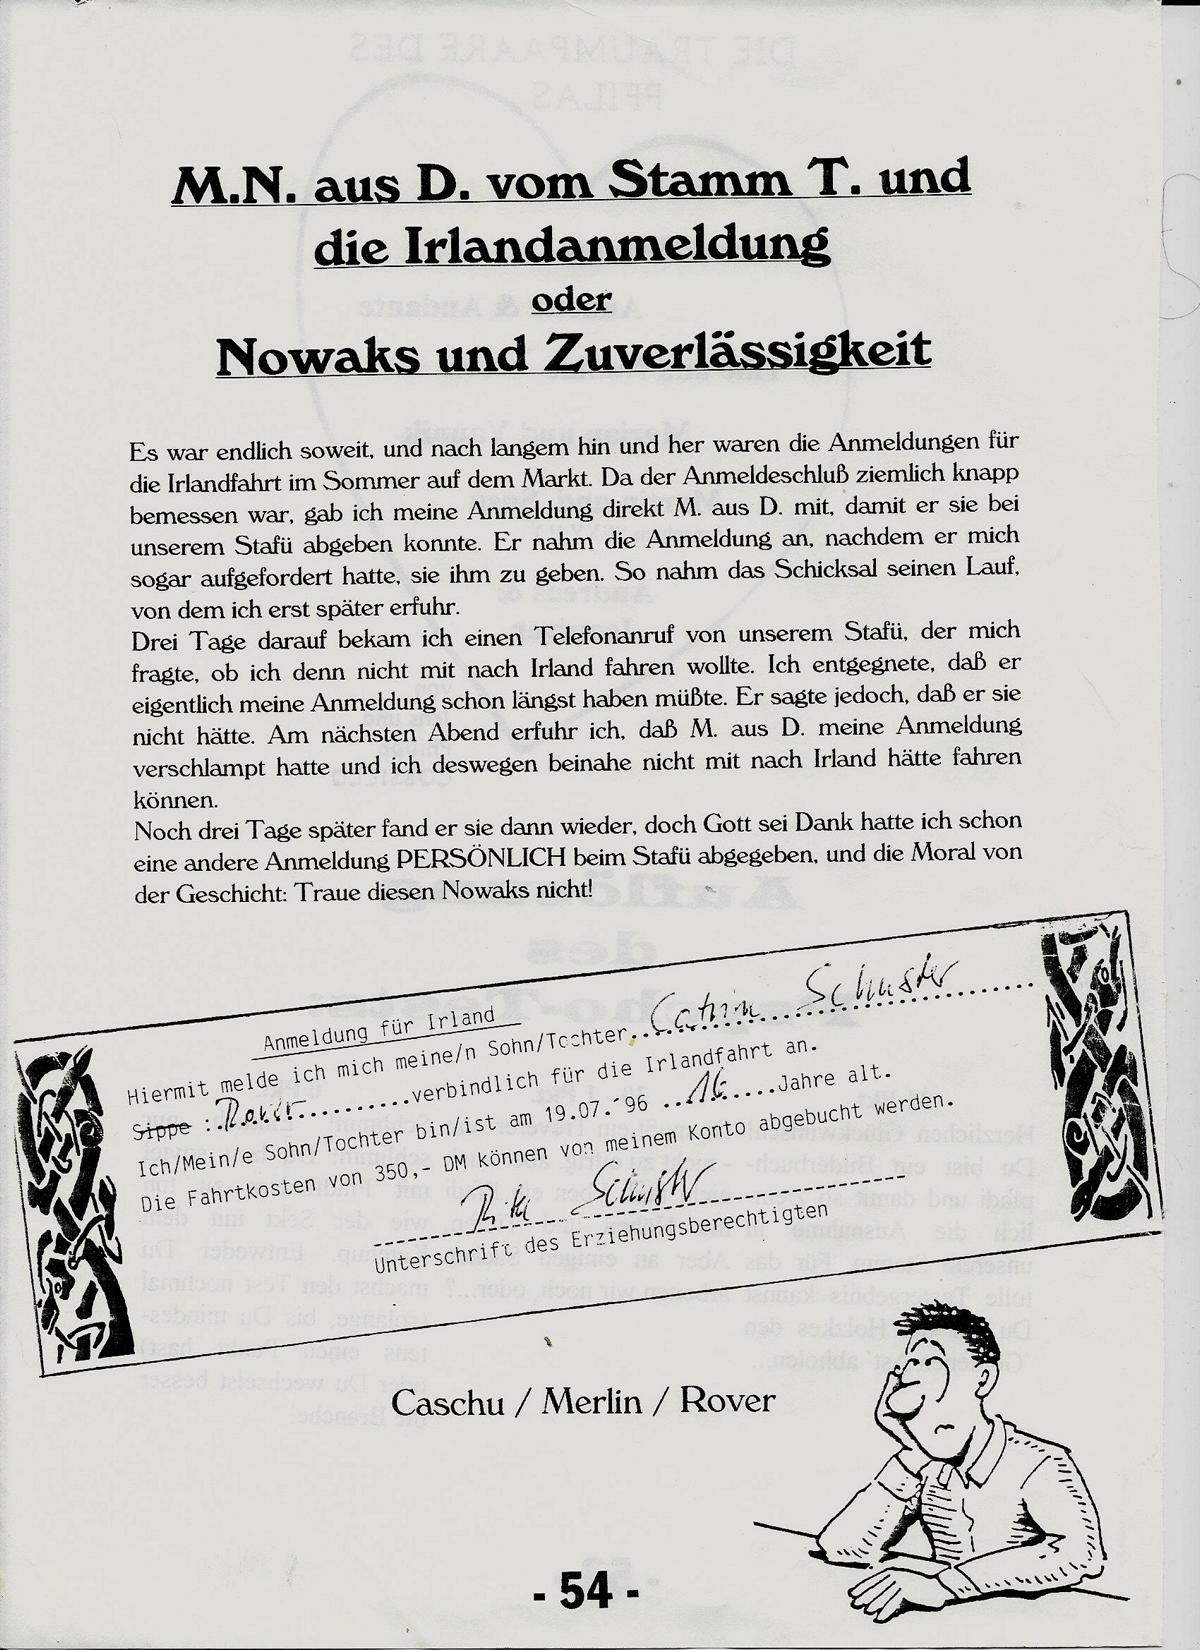 M.N. aus D. vom Stamm T. und
die Irlandanmeldung
oder
Nowaks und Zuverlässigkeit
Es war endlich soweit, und nach langem hin und her waren die Anmeldungen für
die Irlandfahrt im Sommer auf dem Markt. Da der Anmeldeschluß ziemlich knapp
bemessen war, gab ich meine Anmeldung direkt M. aus D. mit, damit er sie bei
unserem Stafü abgeben konnte. Er nahm die Anmeldung an, nachdem er mich
sogar aufgefordert hatte, sie ihm zu geben. So nahm das Schicksal seinen Lauf,
von dem ich erst später erfuhr.
Drei Tage darauf bekam ich einen Telefonanruf von unserem Stafü, der mich
fragte, ob ich denn nicht mit nach Irland fahren wollte. Ich entgegnete, daß er
eigentlich meine Anmeldung schon längst haben müßte. Er sagte jedoch, daß er sie
nicht hätte. Am nächsten Abend erfuhr ich, daß M. aus D. meine Anmeldung
verschlampt hatte und ich deswegen beinahe nicht mit nach Irland hätte fahren
können.
Noch drei Tage später fand er sie dann wieder, doch Gott sei Dank hatte ich schon
eine andere Anmeldung PERSÖNLICH beim Stafü abgegeben, und die Moral von
der Geschicht: Traue diesen Nowaks nicht!
Anmeldung für Irland
Hiermit melde ich mich meine/n Sohn/Tochter Catrin Schuster
Sippe : Rover..........verbindlich für die Irlandfahrt an.
Ich/Mein/e Sohn/Tochter bin/ist am 19.07.96 ..16.....Jahre alt.
Die Fahrtkosten von 350,- DM können von meinem Konto abgebucht werden.
Schuster
Unterschrift des Erziehungsberechtigten
Caschu / Merlin / Rover
- 54 -